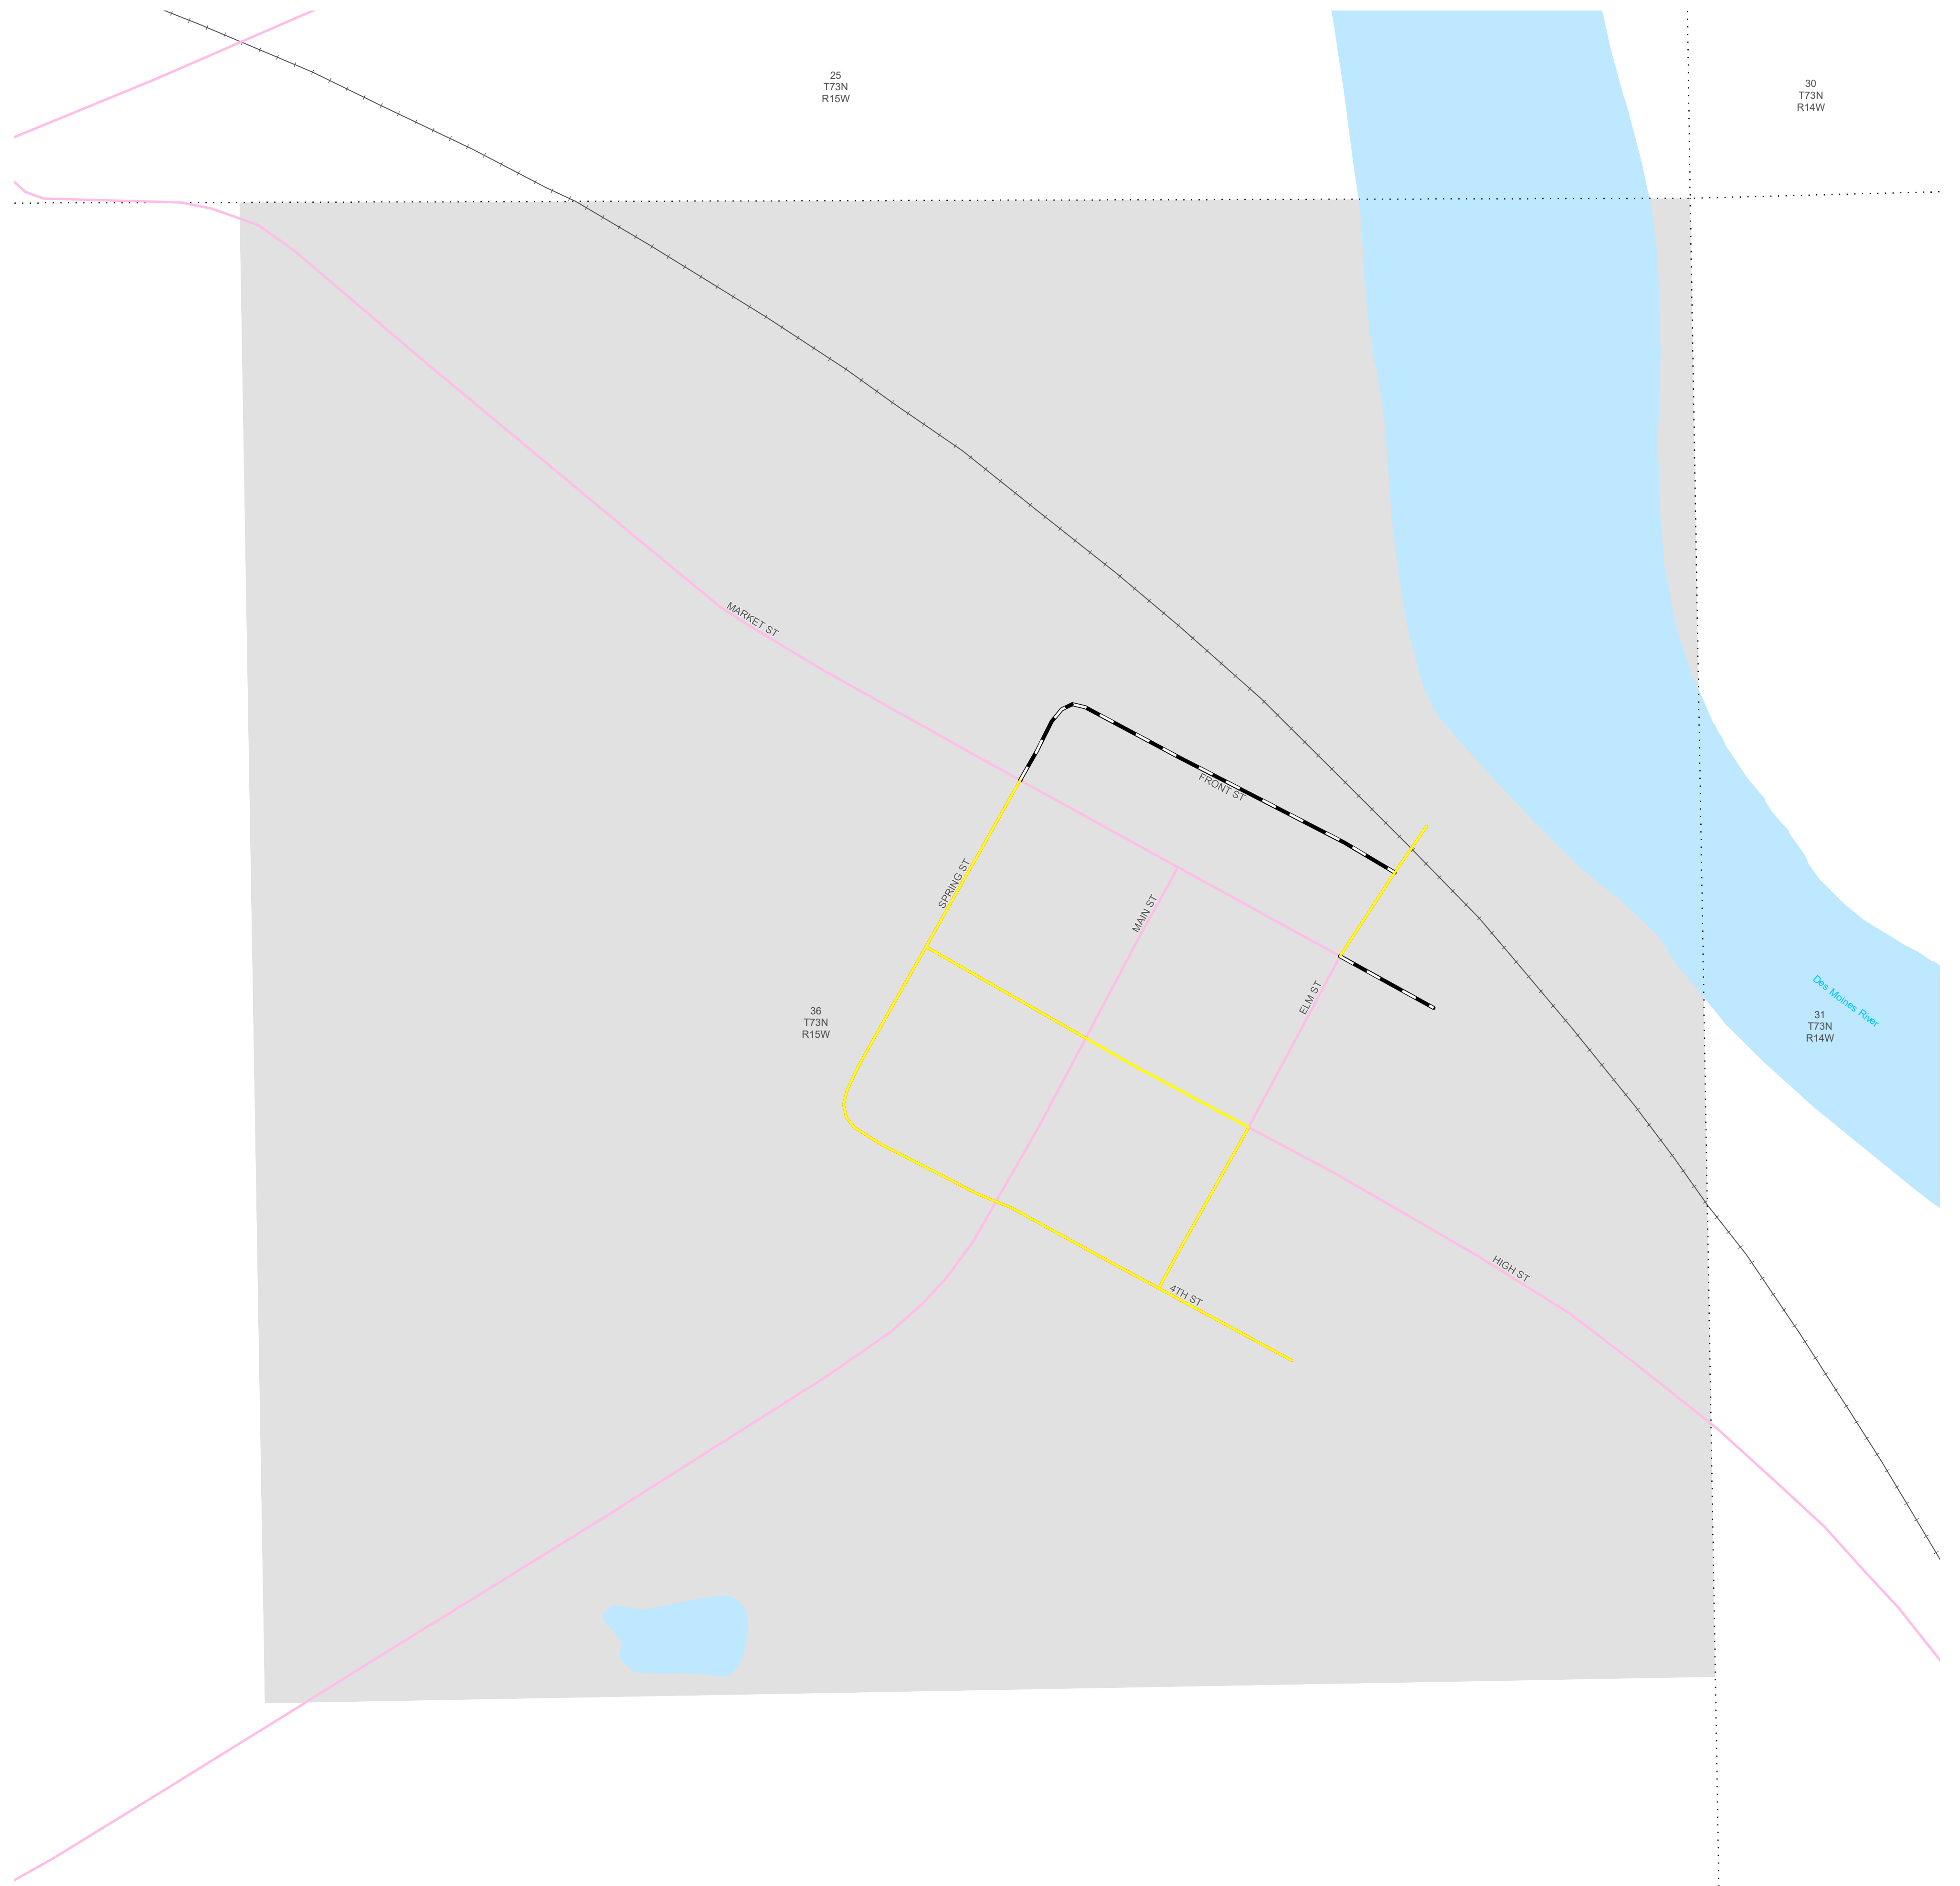 25
T73N
R15W
30
T73N
R14W
MARKET ST
FRONT ST
SPRING ST
MAIN ST
ELM ST
Des Moines River
36
T73N
R15W
31
T73N
R14W
HIGH ST
4TH ST